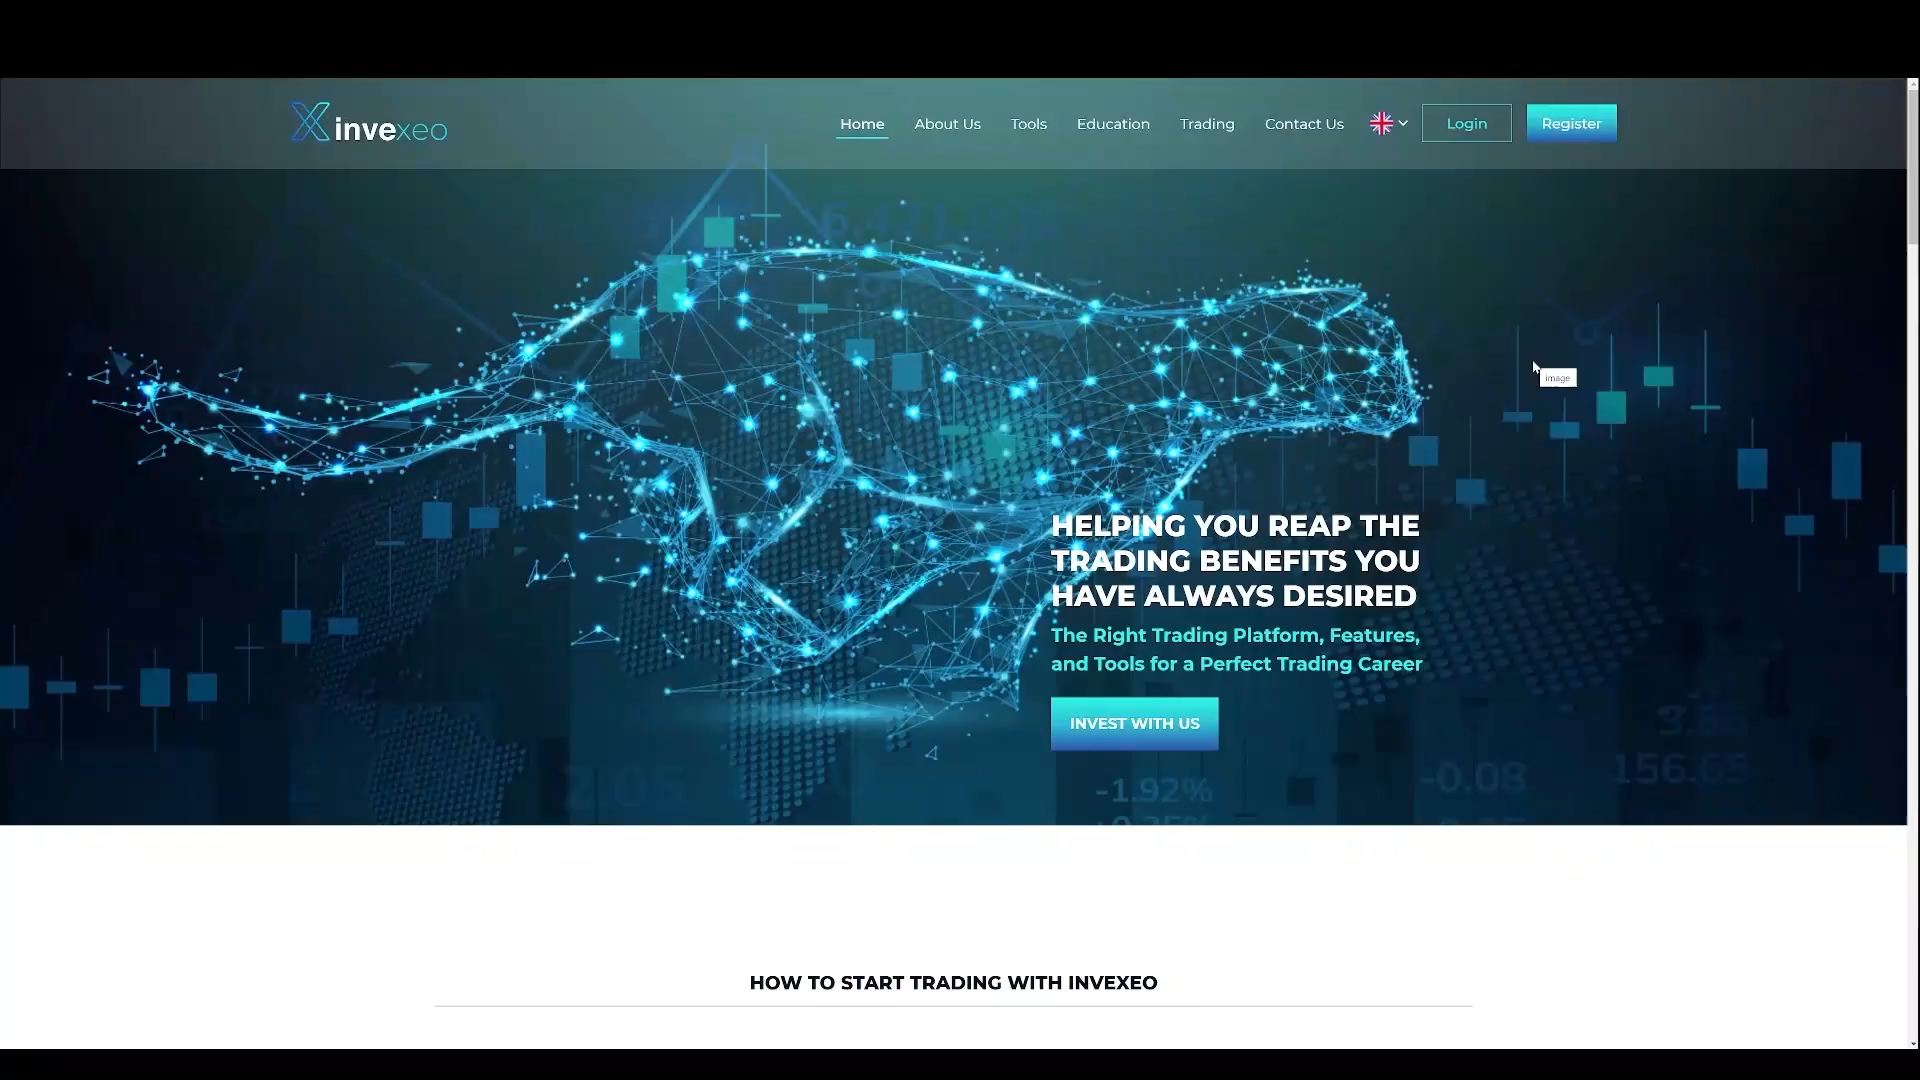 invexeo
Home
About Us
Tools
Education
Trading
Contact Us
Login
Register
image
HELPING YOU REAP THE
TRADING BENEFITS YOU
HAVE ALWAYS DESIRED
The Right Trading Platform, Features,
and Tools for a Perfect Trading Career
INVEST WITH US
2.05
-1.92%
-0.08
156.65
HOW TO START TRADING WITH INVEXEO